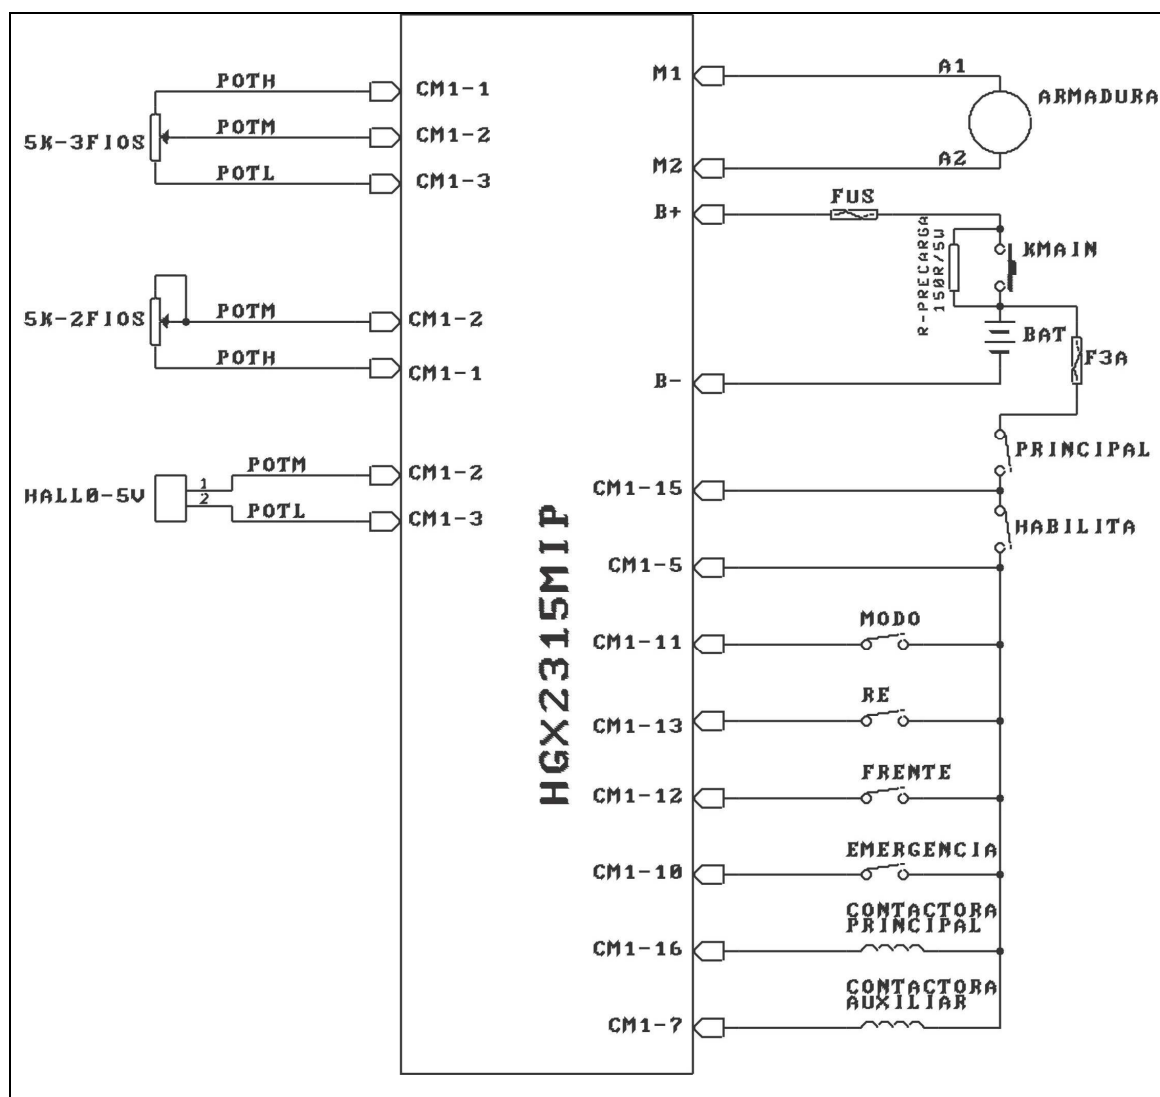 POTH
CM1-1
5K-3FIOS
POTM
CM1-2
POTL
CM1-3
5K-2FIOS
POTM
CM1-2
POTH
CM1-1
HALL0-5V
1
POTM
CM1-2
2
POTL
CM1-3
HGX2315MIP
M1
A1
ARMADURA
M2
A2
B+
FUS
R-PRECARGA
150R/5W
KMAIN
BAT
F3A
B-
PRINCIPAL
CM1-15
HABILITA
CM1-5
MODO
CM1-11
RE
CM1-13
FRENTE
CM1-12
EMERGENCIA
CM1-10
CONTACTORA
PRINCIPAL
CM1-16
CONTACTORA
AUXILIAR
CM1-7